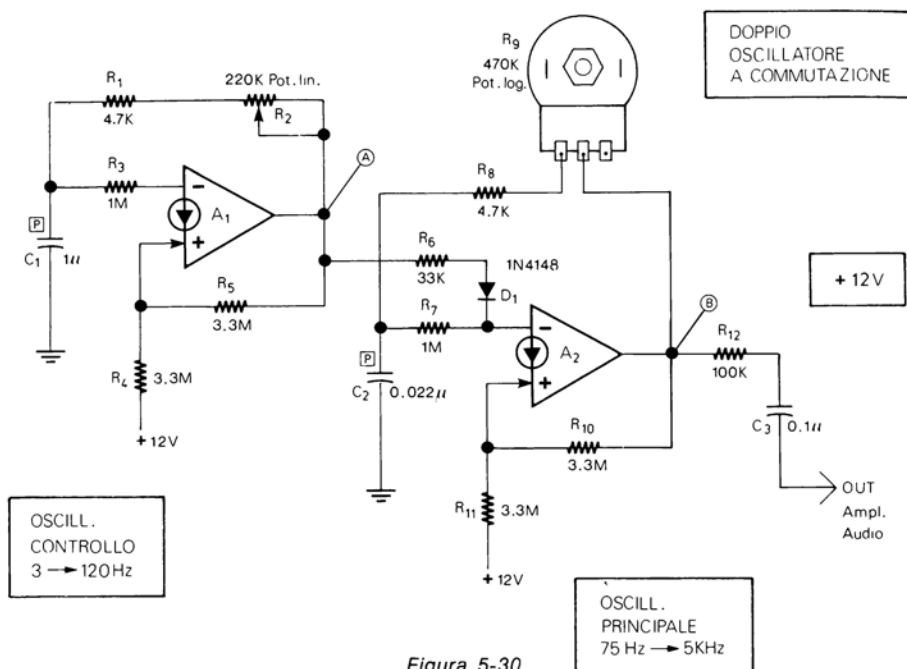 DOPPIO
OSCILLATORE
A COMMUTAZIONE
R9
470K
Pot. log.
R1
4.7K
220K Pot. lin.
R2
A
R3
1M
A1
P
C1
1µ
R8
4.7K
R6
33K
1N4148
D1
+12V
R5
3.3M
R7
1M
A2
B
R12
100K
P
C2
0.022µ
R4
3.3M
C3
0.1µ
R10
3.3M
+12V
R11
3.3M
OUT
Ampl.
Audio
OSCILL.
CONTROLLO
3 → 120Hz
+12V
OSCILL.
PRINCIPALE
75 Hz → 5KHz
Figura 5-30